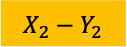 X₂ − Y₂